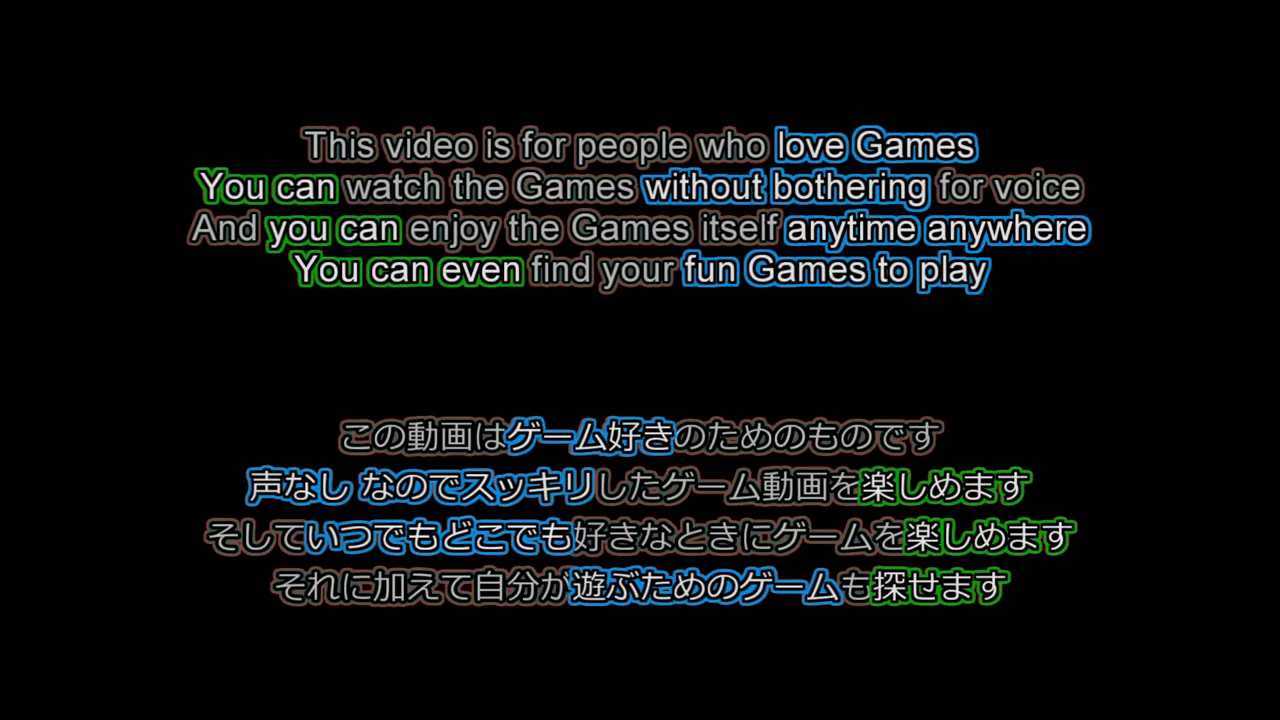 This video is for people who love Games
You can watch the Games without bothering for voice
And you can enjoy the Games itself anytime anywhere
You can even find your fun Games to play
この動画はゲーム好きのためのものです
声なし なのでスッキリしたゲーム動画を楽しめます
そしていつでもどこでも好きなときにゲームを楽しめます
それに加えて自分が遊ぶためのゲームも探せます